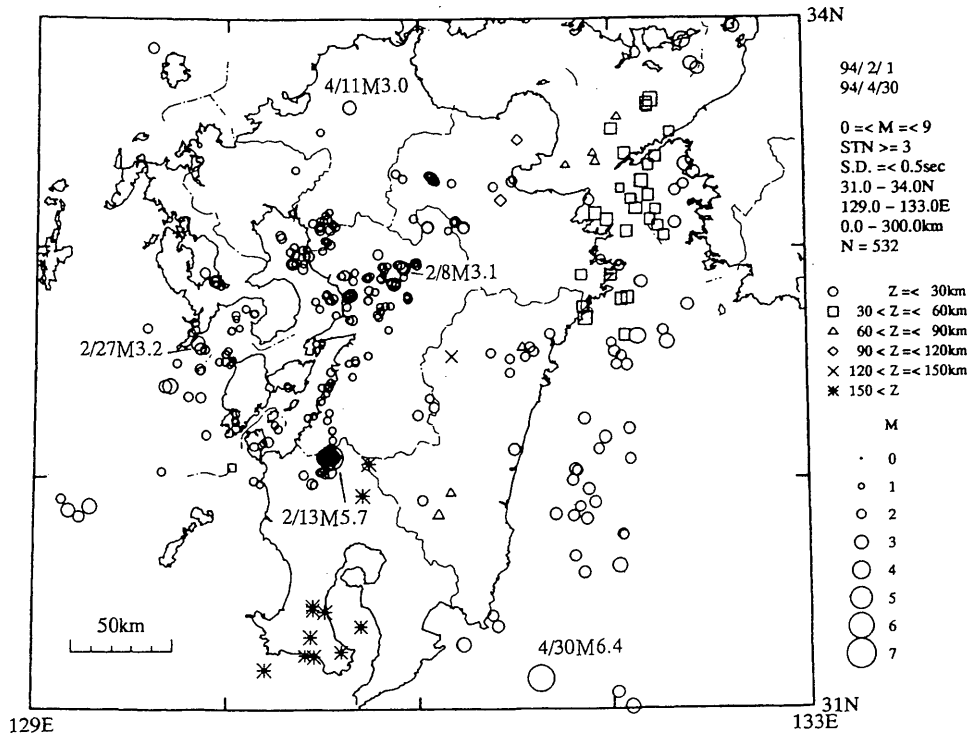 34N
4/11M3.0
94/ 2/ 1
94/ 4/30
0 =< M =< 9
STN >= 3
S.D. =< 0.5sec
31.0 – 34.0N
129.0 – 133.0E
0.0 – 300.0km
N = 532
2/8M3.1
Z =< 30km
30 < Z =< 60km
60 < Z =< 90km
90 < Z =< 120km
120 < Z =< 150km
150 < Z
2/27M3.2
M
0
1
2
3
4
5
6
7
2/13M5.7
50km
4/30M6.4
31N
129E
133E